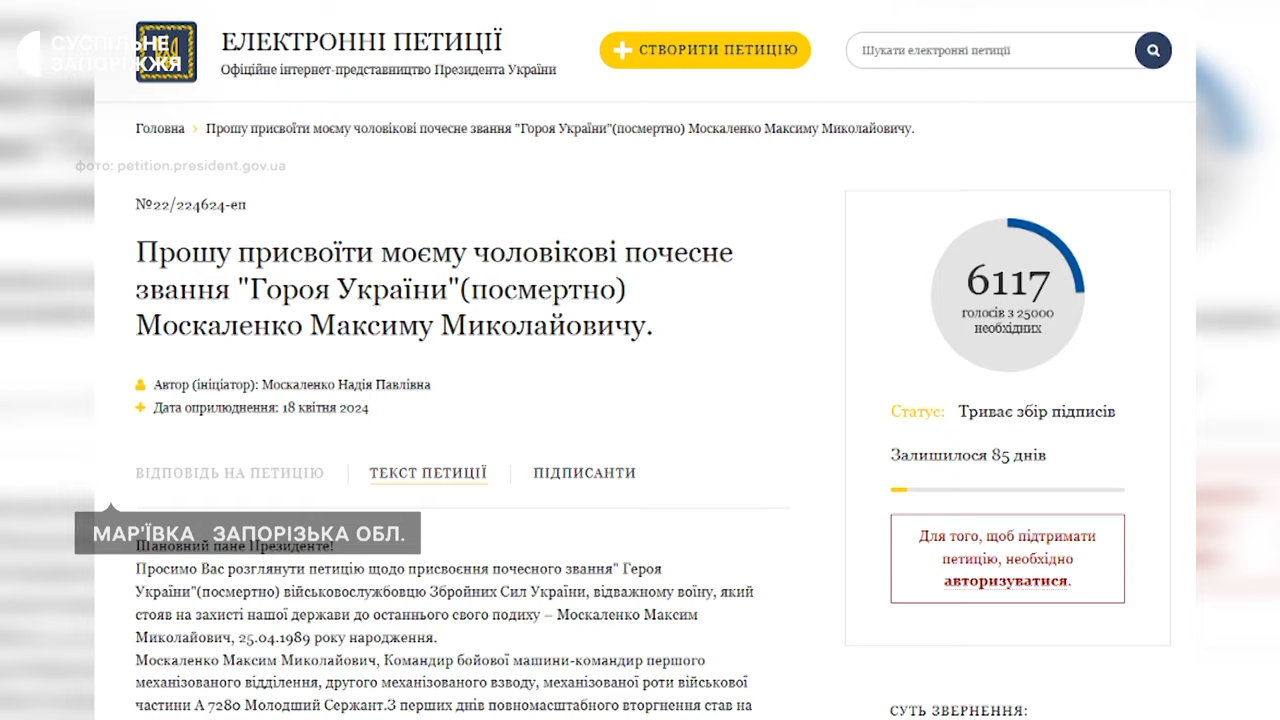 СУСПІЛЬНЕ
ЗАПОРІЖЖЯ
ЕЛЕКТРОННІ ПЕТИЦІЇ
Офіційне інтернет-представництво Президента України
СТВОРИТИ ПЕТИЦІЮ
Шукати електронні петиції
Головна > Прошу присвоїти моєму чоловікові почесне звання "Героя України"(посмертно) Москаленко Максиму Миколайовичу.
фото: petition.president.gov.ua
№22/224624-еп
Прошу присвоїти моєму чоловікові почесне
звання "Героя України"(посмертно)
Москаленко Максиму Миколайовичу.
Автор (ініціатор): Москаленко Надія Павлівна
Дата оприлюднення: 18 квітня 2024
6117
голосів з 25000
необхідних
Статус: Триває збір підписів
Залишилося 85 днів
Для того, щоб підтримати
петицію, необхідно
авторизуватися.
ВІДПОВІДЬ НА ПЕТИЦІЮ
ТЕКСТ ПЕТИЦІЇ
ПІДПИСАНТИ
МАР'ЇВКА ЗАПОРІЗЬКА ОБЛ.
Шановний пане Президенте!
Просимо Вас розглянути петицію щодо присвоєння почесного звання" Героя
України"(посмертно) військовослужбовцю Збройних Сил України, відважному воїну, який
стояв на захисті нашої держави до останнього свого подиху – Москаленко Максим
Миколайович, 25.04.1989 року народження.
Москаленко Максим Миколайович, Командир бойової машини-командир першого
механізованого відділення, другого механізованого взводу, механізованої роти військової
частини А 7280 Молодший Сержант.З перших днів повномасштабного вторгнення став на
СУТЬ ЗВЕРНЕННЯ: